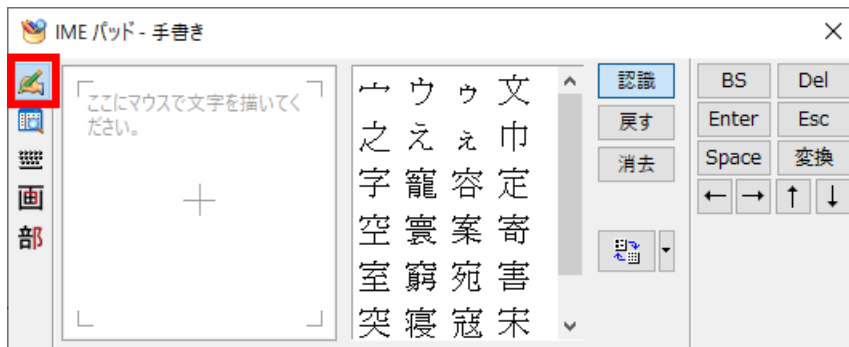 IME パッド - 手書き
ここにマウスで文字を描いてく
ださい。
宀 ウ ゥ 文
之 え ぇ 巾
字 寵 容 定
空 寰 案 寄
室 窮 宛 害
突 寝 寇 宋
認識
戻す
消去
BS Del
Enter Esc
Space 変換
← → ↑ ↓
画
部